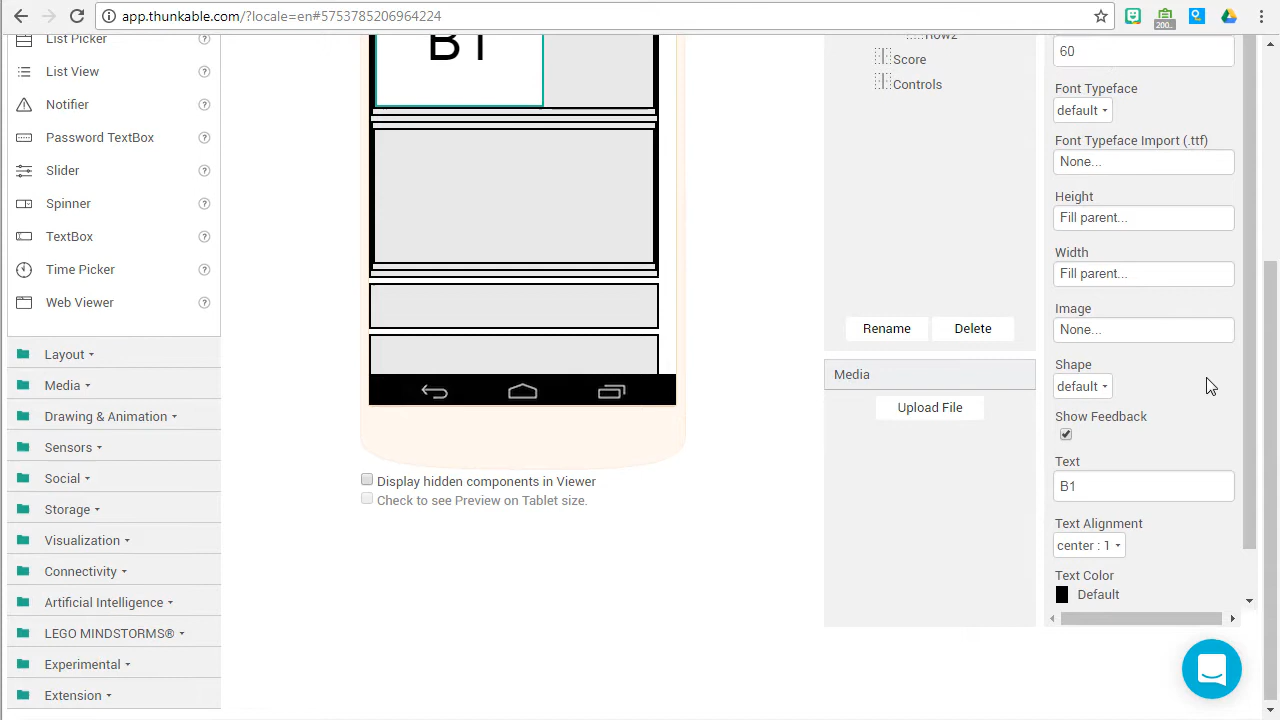 app.thunkable.com/?locale=en#5753785206964224
200..
List Picker
List View
Notifier
Password TextBox
Slider
Spinner
TextBox
Time Picker
Web Viewer
Layout
Media
Drawing & Animation
Sensors
Social
Storage
Visualization
Connectivity
Artificial Intelligence
LEGO MINDSTORMS®
Experimental
Extension
B1
Display hidden components in Viewer
Check to see Preview on Tablet size.
Row2
Score
Controls
Rename
Delete
Media
Upload File
60
Font Typeface
default
Font Typeface Import (.ttf)
None...
Height
Fill parent...
Width
Fill parent...
Image
None...
Shape
default
Show Feedback
Text
B1
Text Alignment
center : 1
Text Color
Default